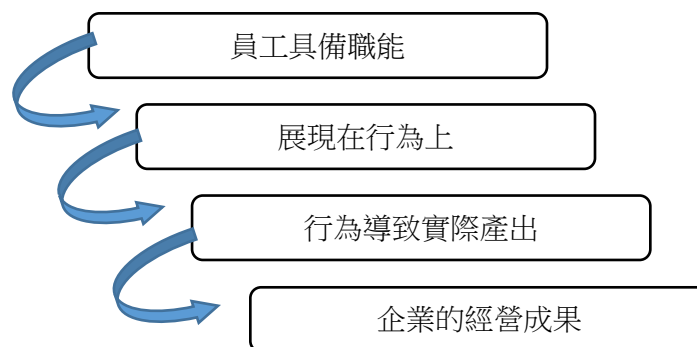 員工具備職能
展現在行為上
行為導致實際產出
企業的經營成果